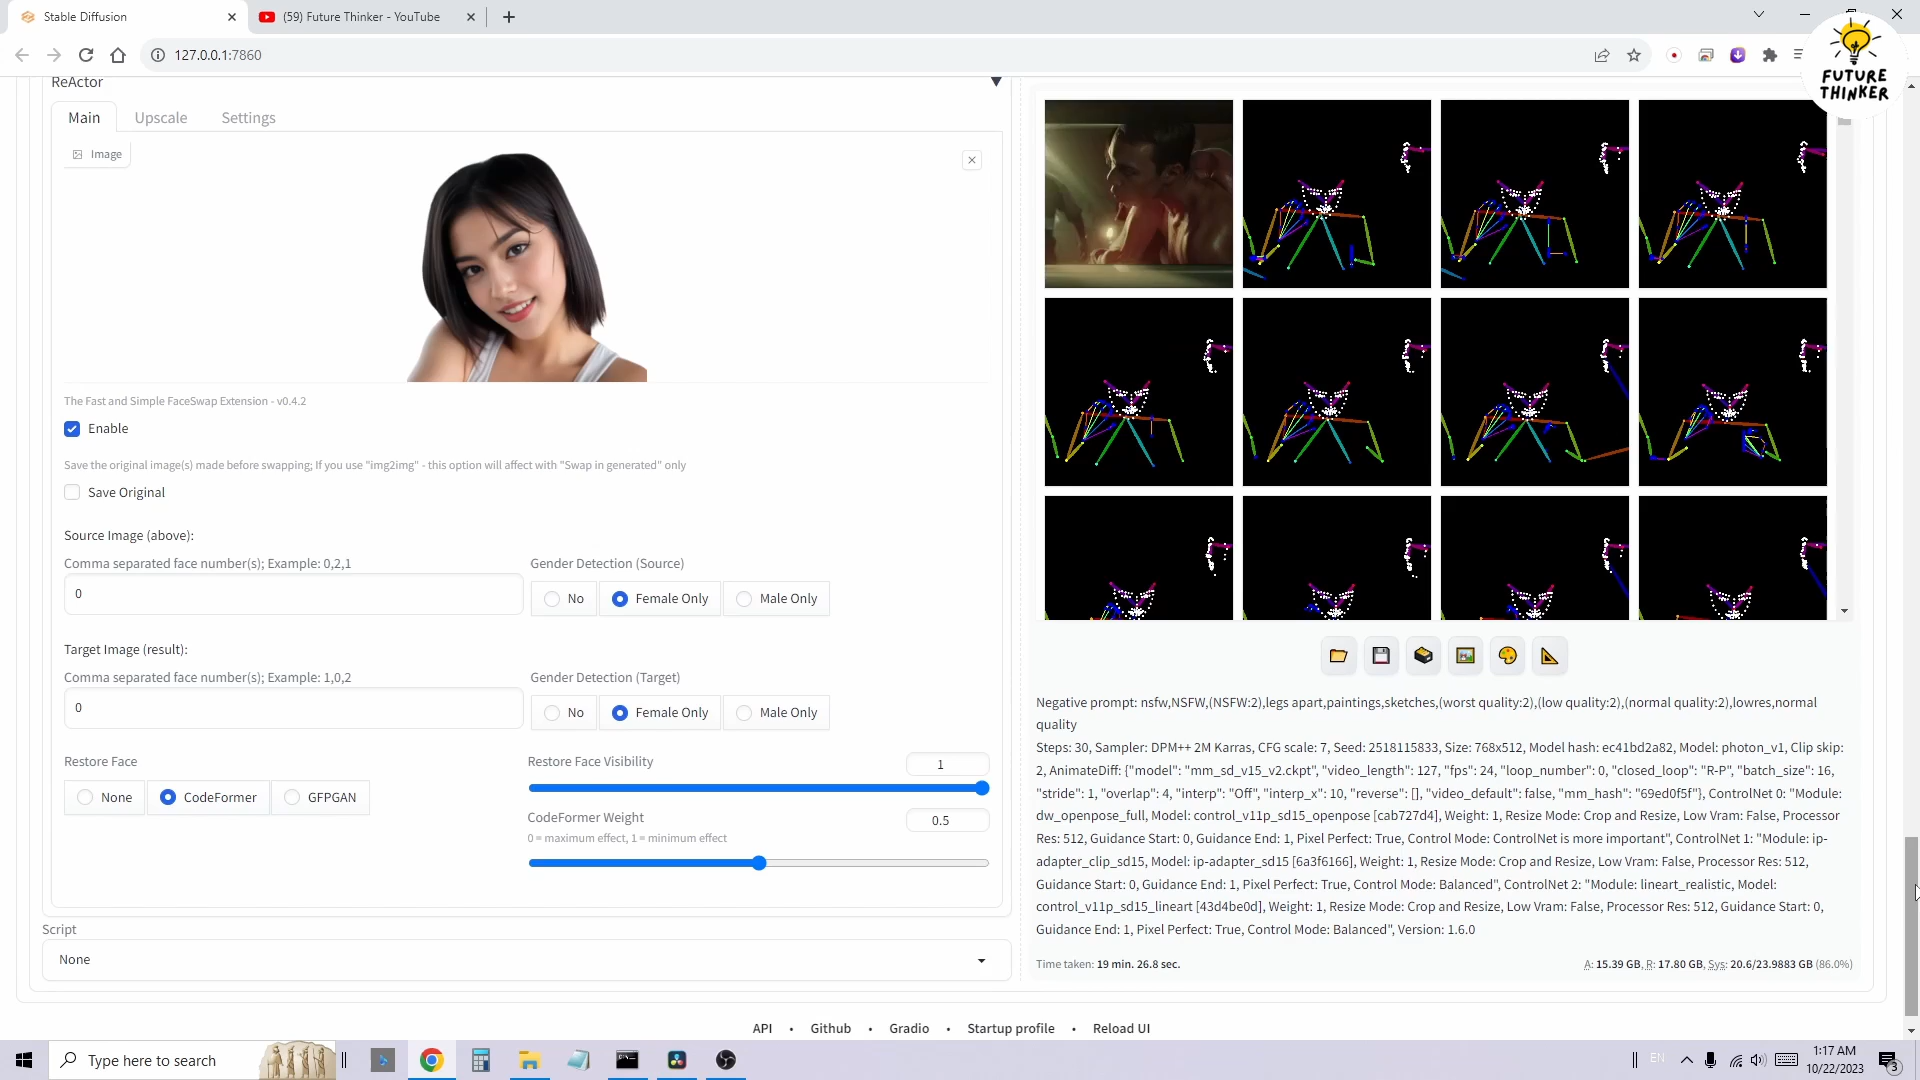 Stable Diffusion
(59) Future Thinker - YouTube
127.0.0.1:7860
FUTURE
THINKER
ReActor
Main
Upscale
Settings
Image
The Fast and Simple FaceSwap Extension - v0.4.2
Enable
Save the original image(s) made before swapping; If you use "img2img" - this option will affect with "Swap in generated" only
Save Original
Source Image (above):
Comma separated face number(s); Example: 0,2,1
Gender Detection (Source)
0
No
Female Only
Male Only
Target Image (result):
Comma separated face number(s); Example: 1,0,2
Gender Detection (Target)
0
No
Female Only
Male Only
Restore Face
None
CodeFormer
GFPGAN
Restore Face Visibility
1
CodeFormer Weight
0.5
0 = maximum effect, 1 = minimum effect
Script
None
Negative prompt: nsfw,NSFW,(NSFW:2),legs apart,paintings,sketches,(worst quality:2),(low quality:2),(normal quality:2),lowres,normal
quality
Steps: 30, Sampler: DPM++ 2M Karras, CFG scale: 7, Seed: 2518115833, Size: 768x512, Model hash: ec41bd2a82, Model: photon_v1, Clip skip:
2, AnimateDiff: {"model": "mm_sd_v15_v2.ckpt", "video_length": 127, "fps": 24, "loop_number": 0, "closed_loop": "R-P", "batch_size": 16,
"stride": 1, "overlap": 4, "interp": "Off", "interp_x": 10, "reverse": [], "video_default": false, "mm_hash": "69ed0f5f"}, ControlNet 0: "Module:
dw_openpose_full, Model: control_v11p_sd15_openpose [cab727d4], Weight: 1, Resize Mode: Crop and Resize, Low Vram: False, Processor
Res: 512, Guidance Start: 0, Guidance End: 1, Pixel Perfect: True, Control Mode: ControlNet is more important", ControlNet 1: "Module: ip-
adapter_clip_sd15, Model: ip-adapter_sd15 [6a3f6166], Weight: 1, Resize Mode: Crop and Resize, Low Vram: False, Processor Res: 512,
Guidance Start: 0, Guidance End: 1, Pixel Perfect: True, Control Mode: Balanced", ControlNet 2: "Module: lineart_realistic, Model:
control_v11p_sd15_lineart [43d4be0d], Weight: 1, Resize Mode: Crop and Resize, Low Vram: False, Processor Res: 512, Guidance Start: 0,
Guidance End: 1, Pixel Perfect: True, Control Mode: Balanced", Version: 1.6.0
Time taken: 19 min. 26.8 sec.
A: 15.39 GB, R: 17.80 GB, Sys: 20.6/23.9883 GB (86.0%)
API • Github • Gradio • Startup profile • Reload UI
Type here to search
EN
1:17 AM
10/22/2023
3